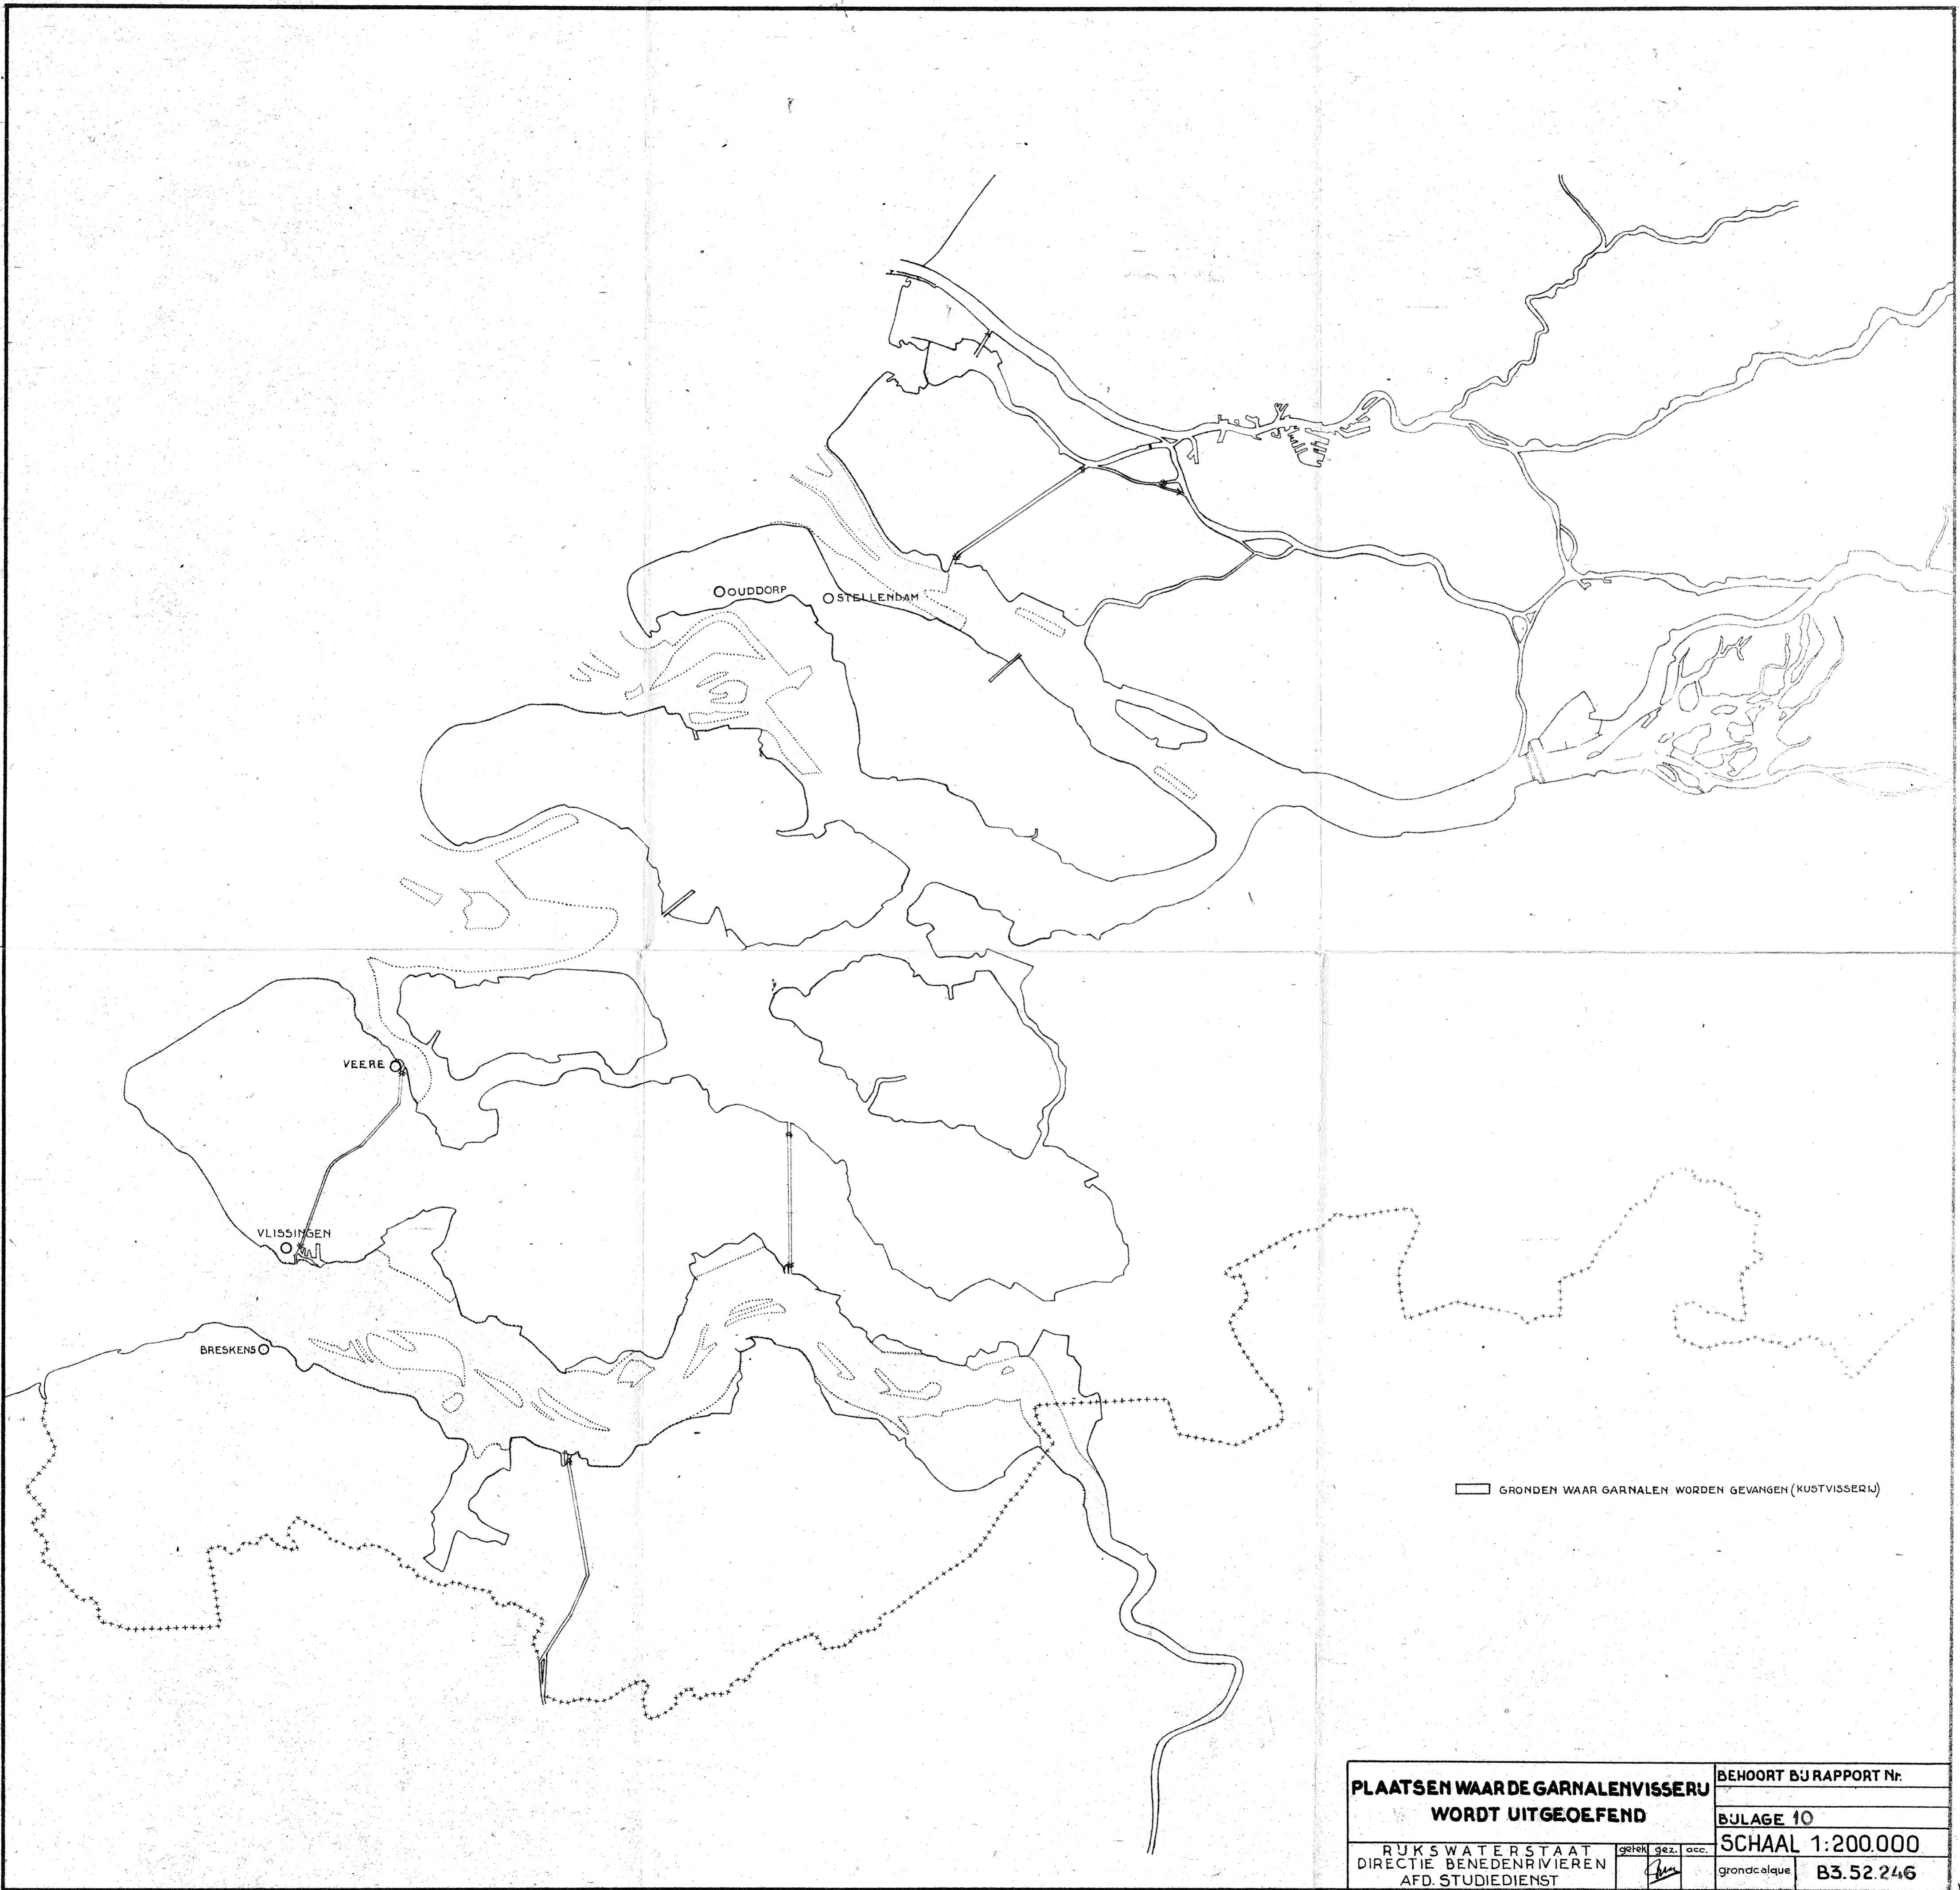 OUDDORP
STELLENDAM
VEERE
VLISSINGEN
BRESKENS
GRONDEN WAAR GARNALEN WORDEN GEVANGEN (KUSTVISSERIJ)
PLAATSEN WAAR DE GARNALENVISSERIJ
WORDT UITGEOEFEND
RIJKSWATERSTAAT
DIRECTIE BENEDENRIVIEREN
AFD. STUDIEDIENST
getek gez. acc.
BEHOORT BIJ RAPPORT Nr.
BIJLAGE 10
SCHAAL 1:200.000
grondcalque B3.52.246